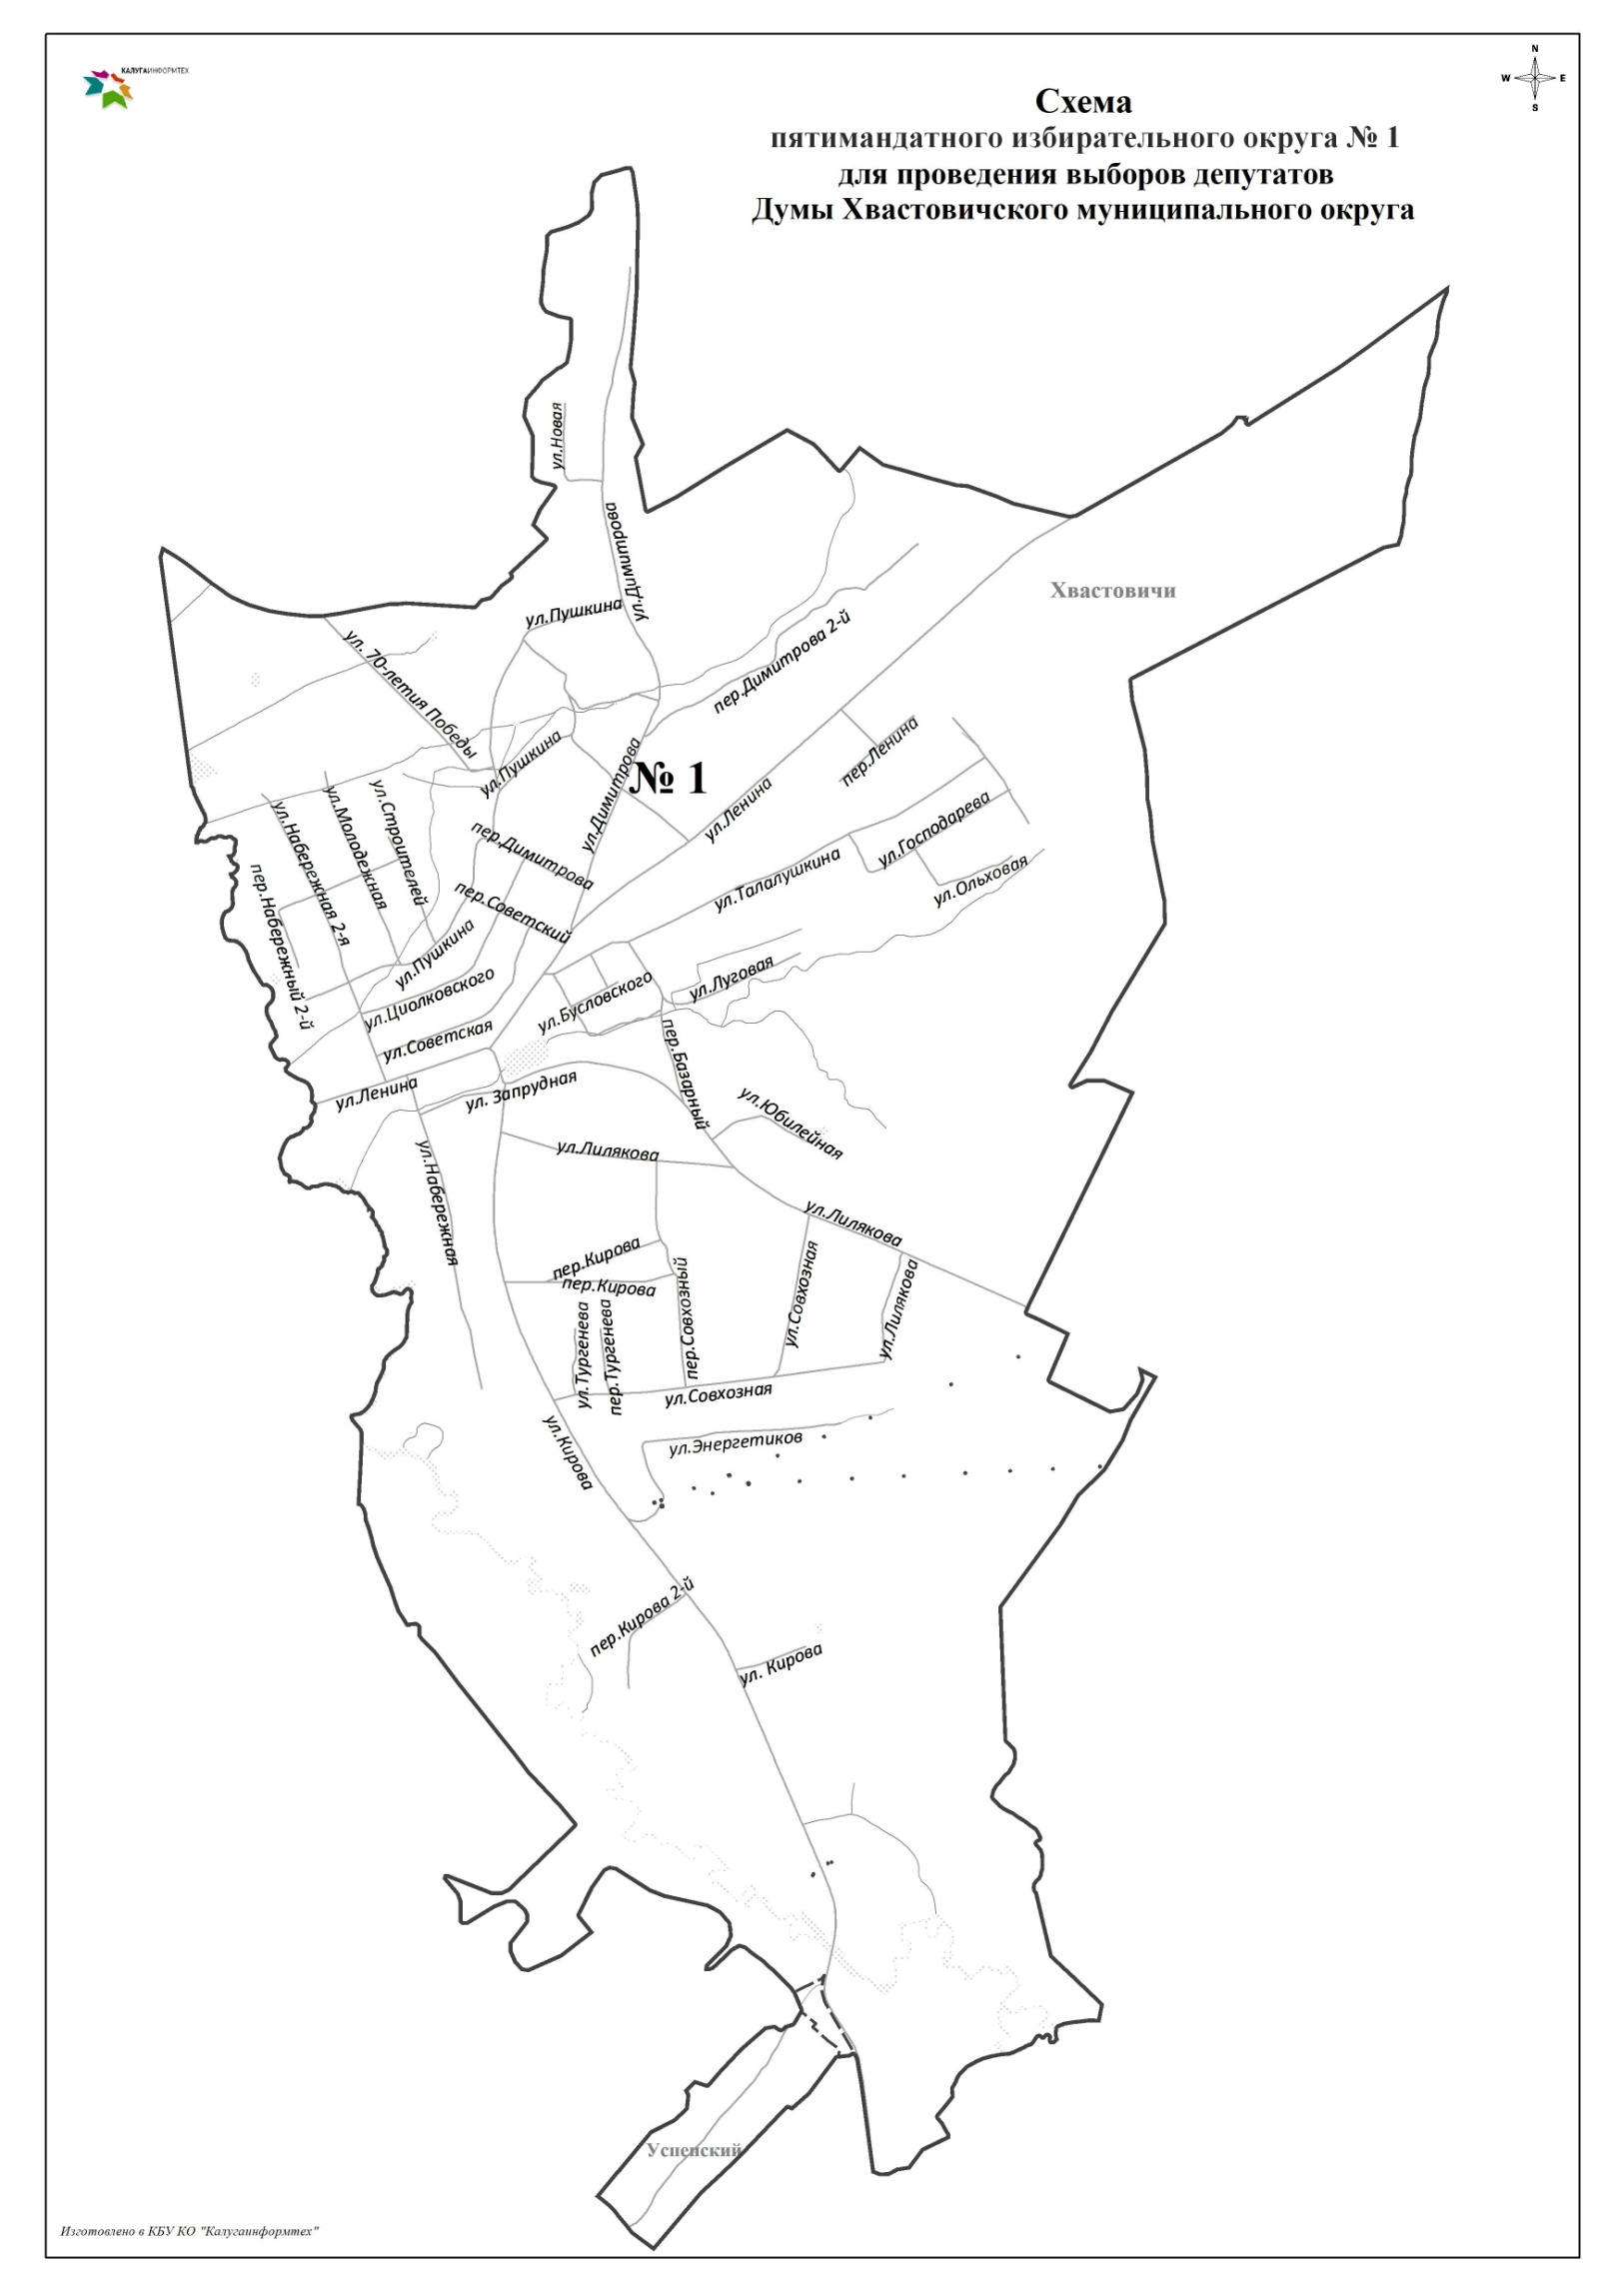 КАЛУГАИНФОРМТЕХ
N
W
E
S
Схема
пятимандатного избирательного округа № 1
для проведения выборов депутатов
Думы Хвастовичского муниципального округа
ул.Новая
ул.Димитрова
Хвастовичи
ул.Пушкина
ул. 70-летия Победы
пер.Димитрова 2-й
ул.Пушкина
ул.Димитрова
№ 1
пер.Ленина
ул.Ленина
ул.Набережная 2-я
ул.Молодежная
ул.Строителей
пер.Димитрова
ул.Господарева
ул.Талалушкина
ул.Ольховая
пер.Набережный 2-й
пер.Советский
ул.Пушкина
ул.Циолковского
ул.Бусловского
ул.Луговая
ул.Советская
пер.Базарный
ул.Ленина
ул. Запрудная
ул.Юбилейная
ул.Набережная
ул.Лилякова
ул.Лилякова
пер.Кирова
пер.Кирова
ул.Совхозная
ул.Лилякова
пер.Совхозный
ул.Тургенева
пер.Тургенева
ул.Совхозная
ул.Кирова
ул.Энергетиков
пер.Кирова 2-й
ул. Кирова
Успенский
Изготовлено в КБУ КО "Калугаинформтех"